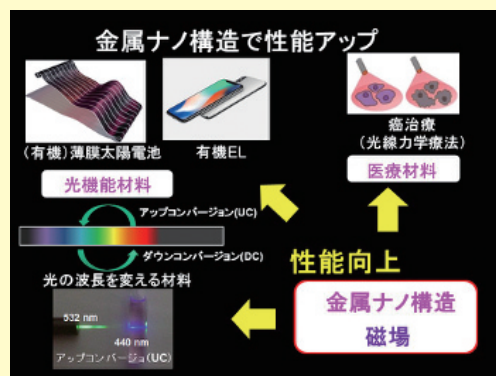 金属ナノ構造で性能アップ
(有機)薄膜太陽電池
有機EL
癌治療
(光線力学療法)
光機能材料
医療材料
アップコンバージョン(UC)
ダウンコンバージョン(DC)
光の波長を変える材料
性能向上
532 nm
440 nm
アップコンバージョ(UC)
金属ナノ構造
磁場